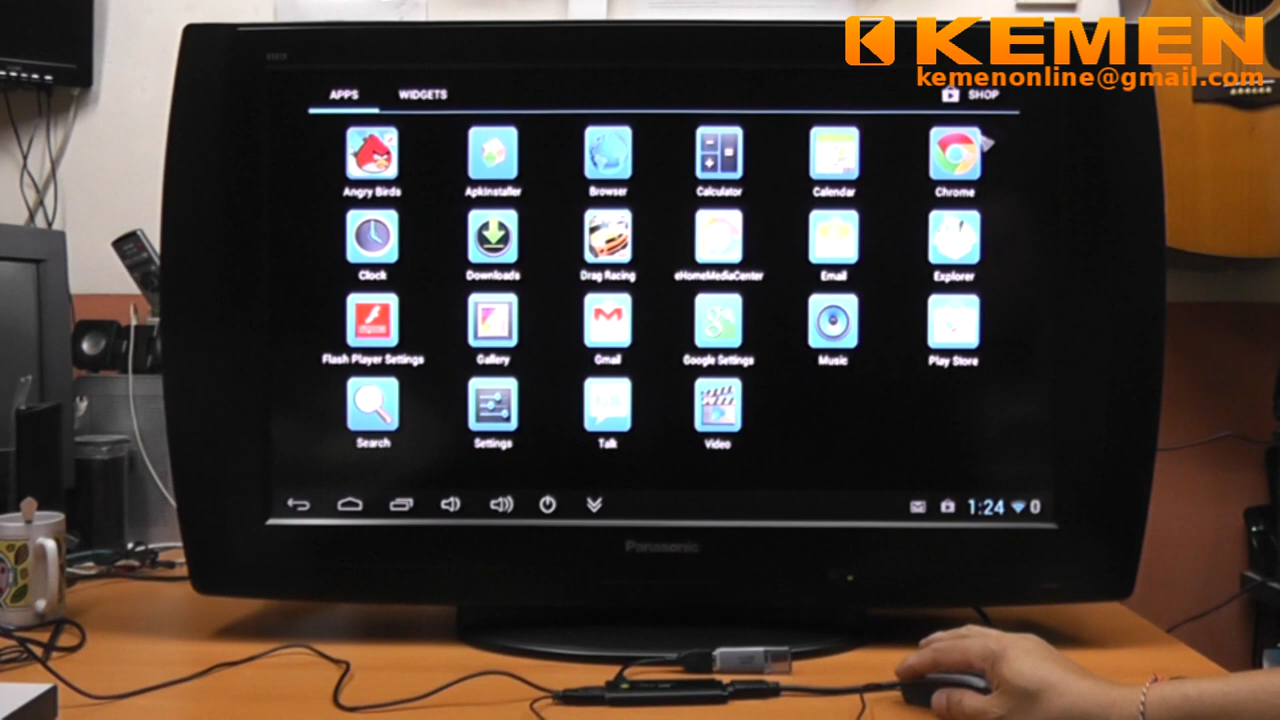 KEMEN
kemenonline@gmail.com
APPS WIDGETS SHOP
Angry Birds ApkInstaller Browser Calculator Calendar Chrome
Clock Downloads Drag Racing eHomeMediaCenter Email Explorer
Flash Player Settings Gallery Gmail Google Settings Music Play Store
Search Settings Talk Video
1:24 0
Panasonic